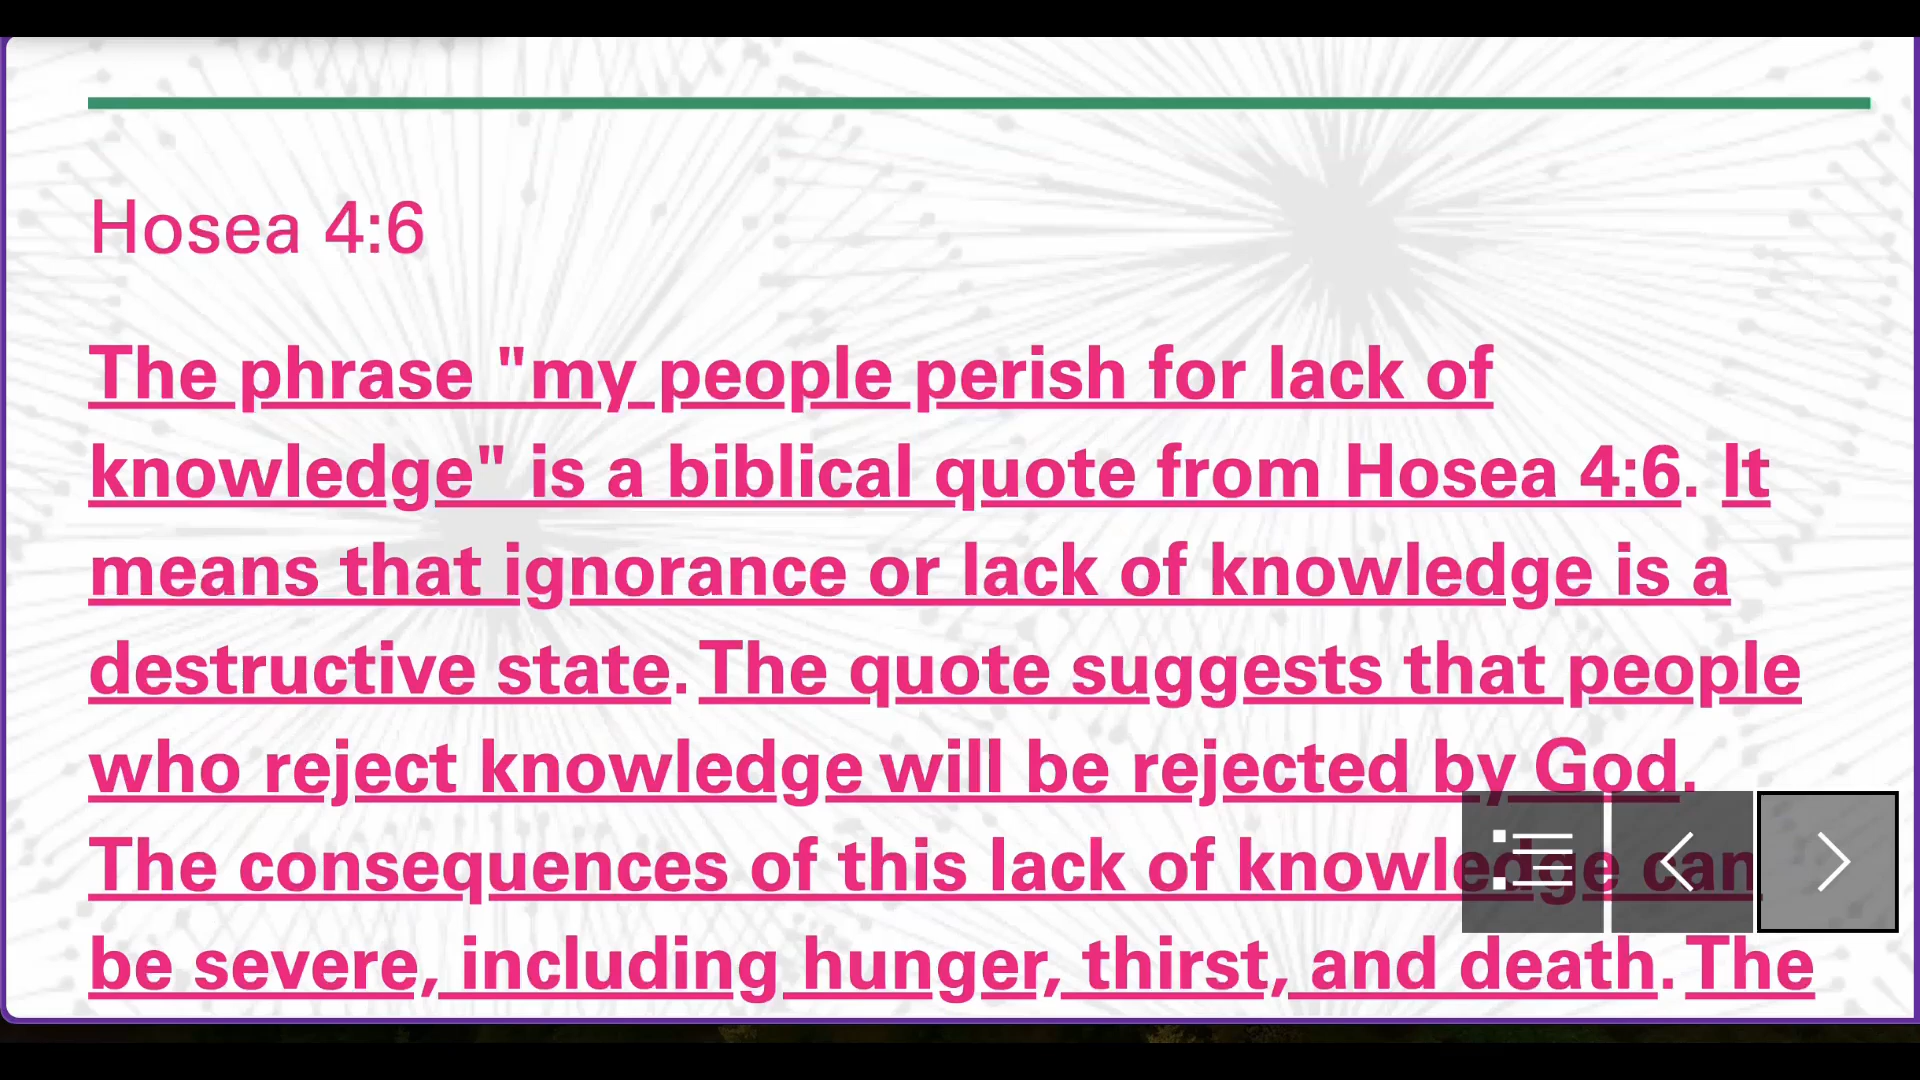 Hosea 4:6
The phrase "my people perish for lack of
knowledge" is a biblical quote from Hosea 4:6. It
means that ignorance or lack of knowledge is a
destructive state. The quote suggests that people
who reject knowledge will be rejected by God.
The consequences of this lack of knowledge can
be severe, including hunger, thirst, and death. The